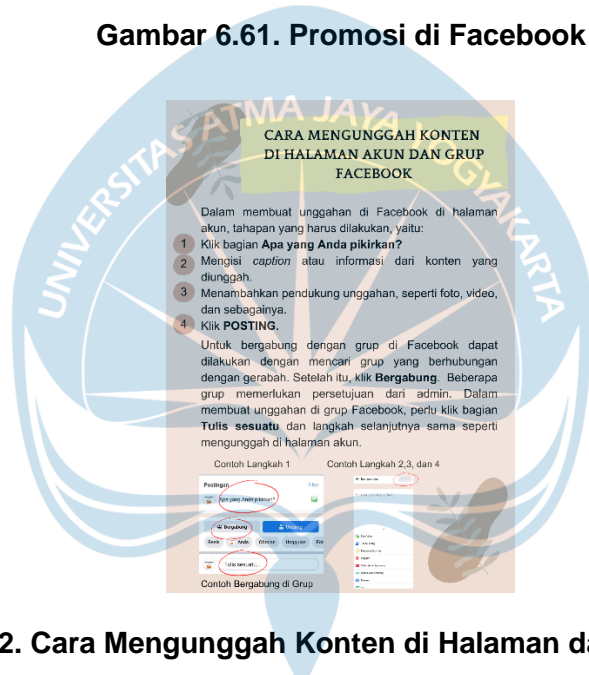 Gambar 6.61. Promosi di Facebook
UNIVERSITAS ATMA JAYA YOGYAKARTA
CARA MENGUNGGAH KONTEN
DI HALAMAN AKUN DAN GRUP
FACEBOOK
Dalam membuat unggahan di Facebook di halaman
akun, tahapan yang harus dilakukan, yaitu:
1 Klik bagian Apa yang Anda pikirkan?
2 Mengisi caption atau informasi dari konten yang
diunggah.
3 Menambahkan pendukung unggahan, seperti foto, video,
dan sebagainya.
4 Klik POSTING.
Untuk bergabung dengan grup di Facebook dapat
dilakukan dengan mencari grup yang berhubungan
dengan gerabah. Setelah itu, klik Bergabung. Beberapa
grup memerlukan persetujuan dari admin. Dalam
membuat unggahan di grup Facebook, perlu klik bagian
Tulis sesuatu dan langkah selanjutnya sama seperti
mengunggah di halaman akun.
Contoh Langkah 1
Contoh Langkah 2,3, dan 4
Postingan
Apa yang Anda pikirkan?
Bergabung
Undang
Anda Obrolan Unggulan
Tulis sesuatu...
Contoh Bergabung di Grup
2. Cara Mengunggah Konten di Halaman da